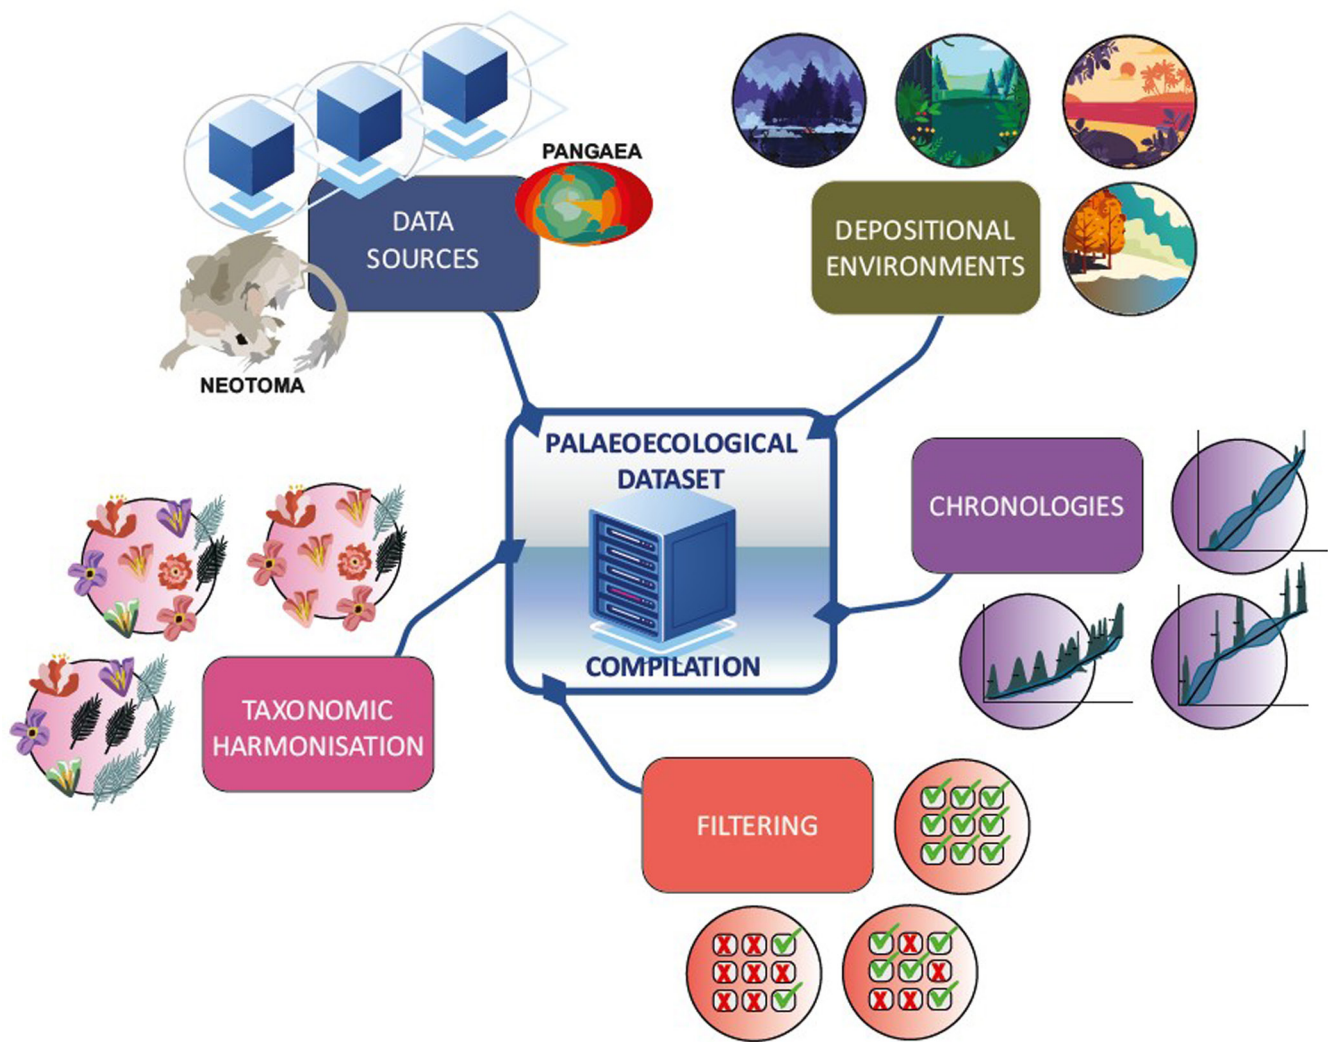 PANGAEA
DATA
SOURCES
NEOTOMA
DEPOSITIONAL
ENVIRONMENTS
PALAEOECOLOGICAL
DATASET
COMPILATION
CHRONOLOGIES
TAXONOMIC
HARMONISATION
FILTERING